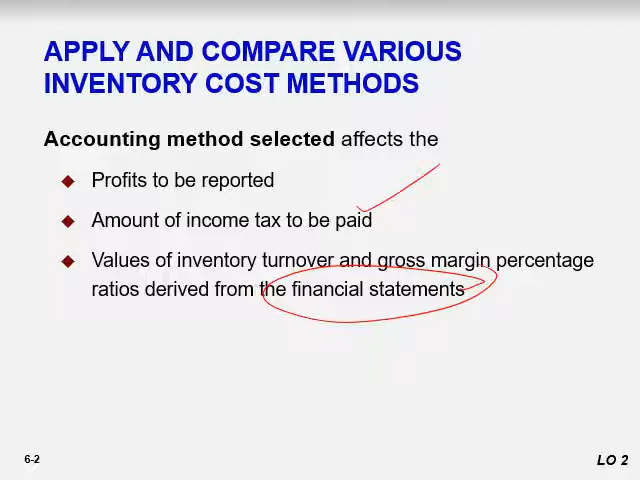 APPLY AND COMPARE VARIOUS
INVENTORY COST METHODS
Accounting method selected affects the
Profits to be reported
Amount of income tax to be paid
Values of inventory turnover and gross margin percentage
ratios derived from the financial statements
6-2
LO 2